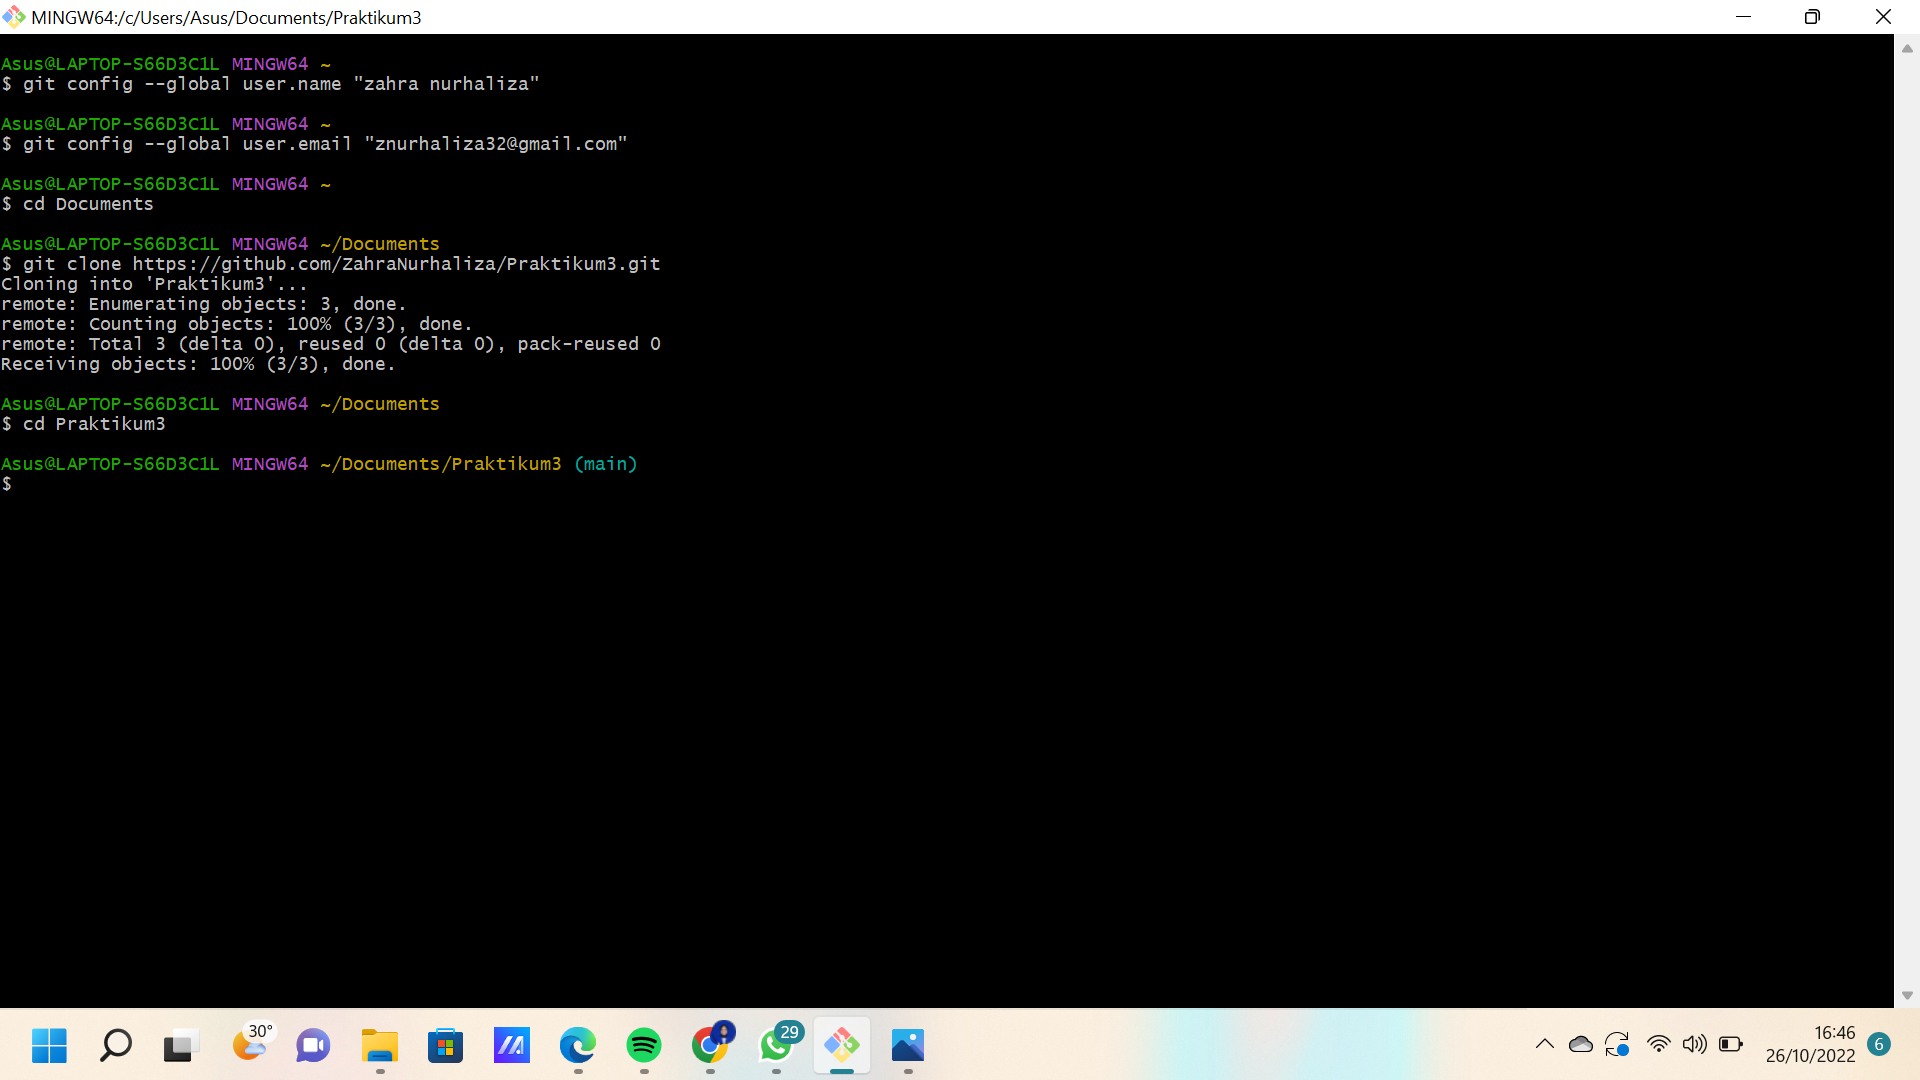 MINGW64:/c/Users/Asus/Documents/Praktikum3
Asus@LAPTOP-S66D3C1L MINGW64 ~
$ git config --global user.name "zahra nurhaliza"
Asus@LAPTOP-S66D3C1L MINGW64 ~
$ git config --global user.email "znurhaliza32@gmail.com"
Asus@LAPTOP-S66D3C1L MINGW64 ~
$ cd Documents
Asus@LAPTOP-S66D3C1L MINGW64 ~/Documents
$ git clone https://github.com/ZahraNurhaliza/Praktikum3.git
Cloning into 'Praktikum3'...
remote: Enumerating objects: 3, done.
remote: Counting objects: 100% (3/3), done.
remote: Total 3 (delta 0), reused 0 (delta 0), pack-reused 0
Receiving objects: 100% (3/3), done.
Asus@LAPTOP-S66D3C1L MINGW64 ~/Documents
$ cd Praktikum3
Asus@LAPTOP-S66D3C1L MINGW64 ~/Documents/Praktikum3 (main)
$
30°
29
16:46
26/10/2022
6